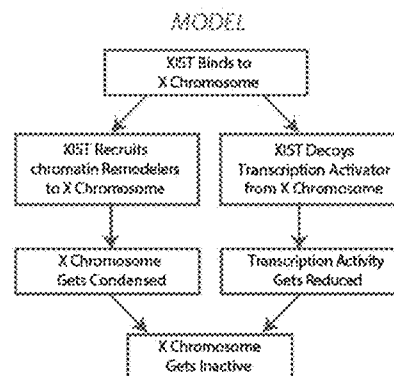 MODEL
XIST Binds to
X Chromosome
XIST Recruits
chromatin Remodelers
to X Chromosome
XIST Decoys
Transcription Activator
from X Chromosome
X Chromosome
Gets Condensed
Transcription Activity
Gets Reduced
X Chromosome
Gets Inactive